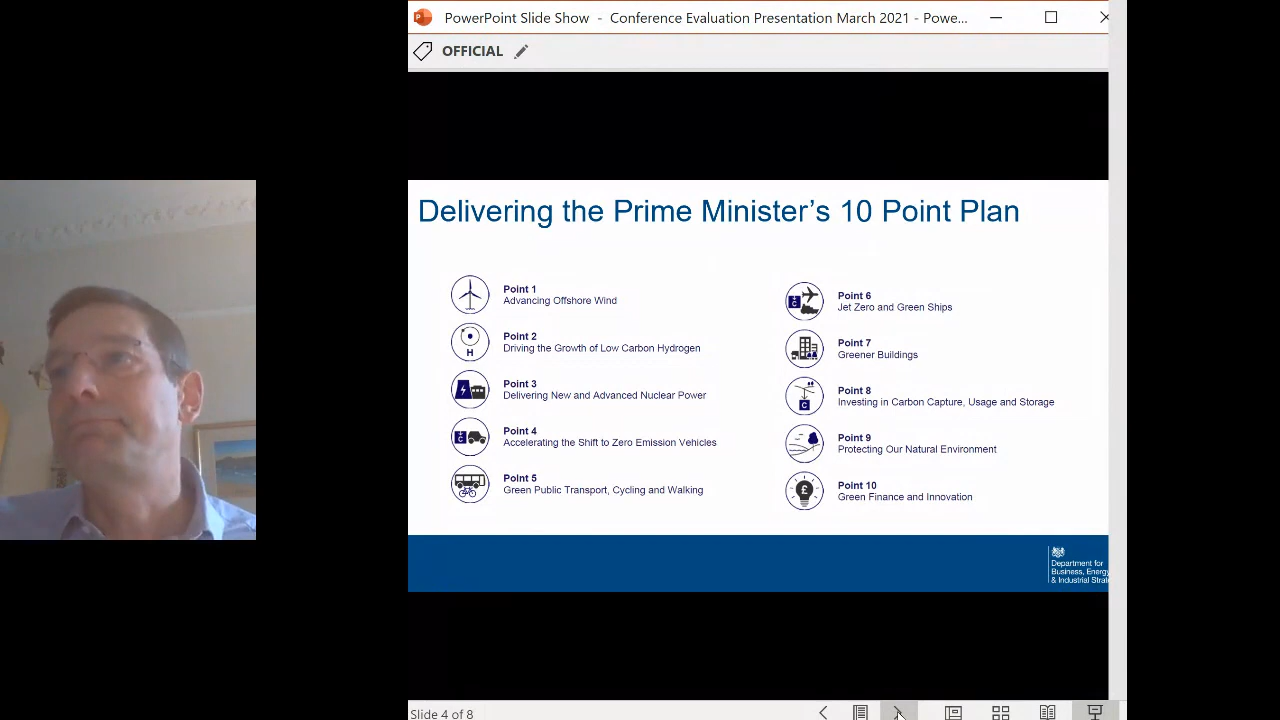 PowerPoint Slide Show - Conference Evaluation Presentation March 2021 - Powe...
OFFICIAL
Delivering the Prime Minister's 10 Point Plan
Point 1
Advancing Offshore Wind
Point 2
Driving the Growth of Low Carbon Hydrogen
H
Point 3
Delivering New and Advanced Nuclear Power
Point 4
Accelerating the Shift to Zero Emission Vehicles
C
Point 5
Green Public Transport, Cycling and Walking
Point 6
Jet Zero and Green Ships
C
Point 7
Greener Buildings
Point 8
Investing in Carbon Capture, Usage and Storage
C
Point 9
Protecting Our Natural Environment
Point 10
Green Finance and Innovation
£
Department for
Business, Energy
& Industrial Strate
Slide 4 of 8